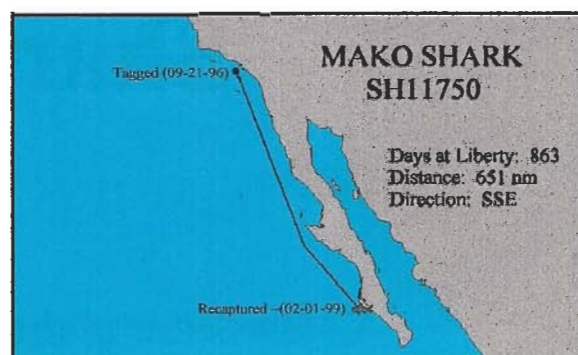 MAKO SHARK
SH11750
Tagged (09-21-96)
Days at Liberty: 863
Distance: 651 nm
Direction: SSE
Recaptured –(02-01-99)